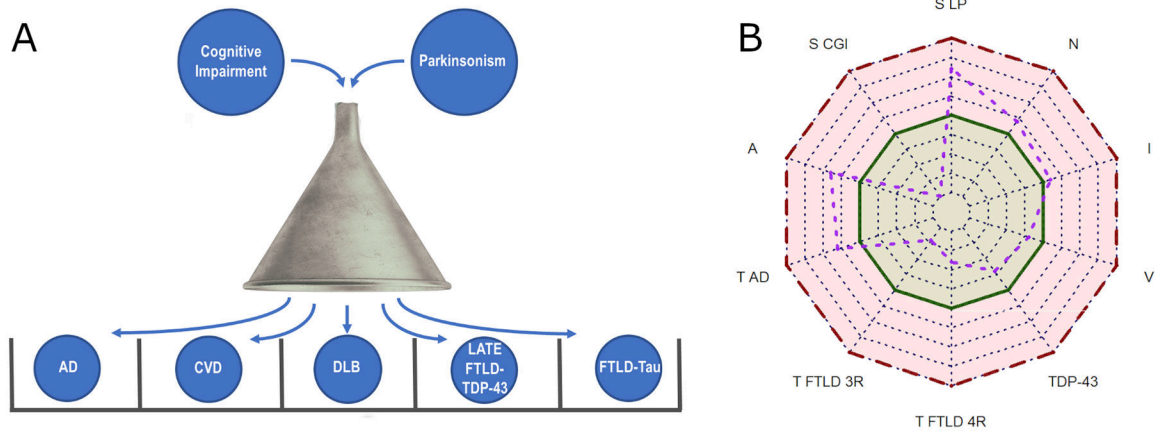 A
Cognitive
Impairment
Parkinsonism
AD
CVD
DLB
LATE
FTLD-
TDP-43
FTLD-Tau
B
S LP
S CGI
N
A
I
T AD
V
T FTLD 3R
TDP-43
T FTLD 4R